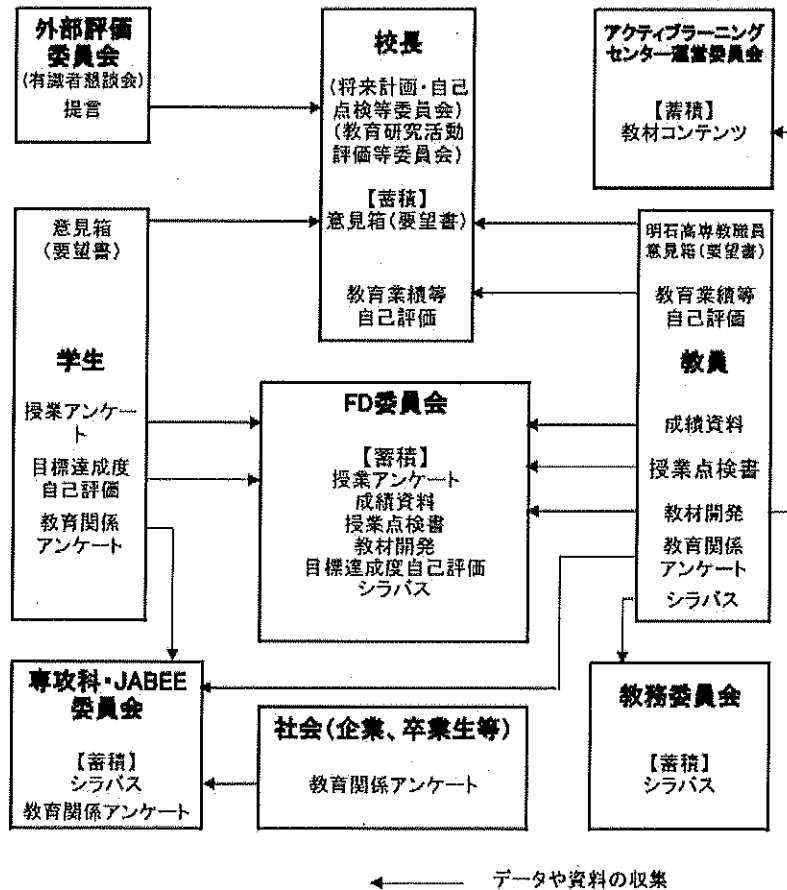 外部評価
委員会
(有識者懇談会)
提言
校長
(将来計画・自己
点検等委員会)
(教育研究活動
評価等委員会)
【蓄積】
意見箱(要望書)
教育業績等
自己評価
アクティブラーニング
センター運営委員会
【蓄積】
教材コンテンツ
意見箱
(要望書)
学生
授業アンケー
ト
目標達成度
自己評価
教育関係
アンケート
FD委員会
【蓄積】
授業アンケート
成績資料
授業点検書
教材開発
目標達成度自己評価
シラバス
明石高専教職員
意見箱(要望書)
教育業績等
自己評価
教員
成績資料
授業点検書
教材開発
教育関係
アンケート
シラバス
専攻科・JABEE
委員会
【蓄積】
シラバス
教育関係アンケート
社会(企業、卒業生等)
教育関係アンケート
教務委員会
【蓄積】
シラバス
データや資料の収集